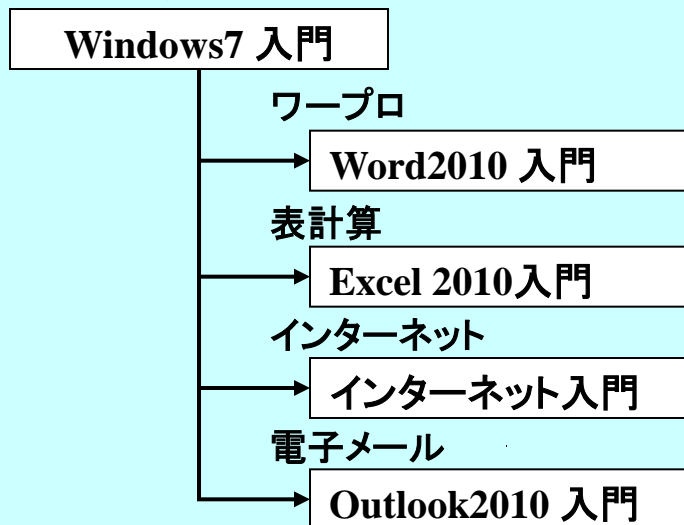 Windows7 入門
ワープロ
Word2010 入門
表計算
Excel 2010入門
インターネット
インターネット入門
電子メール
Outlook2010 入門